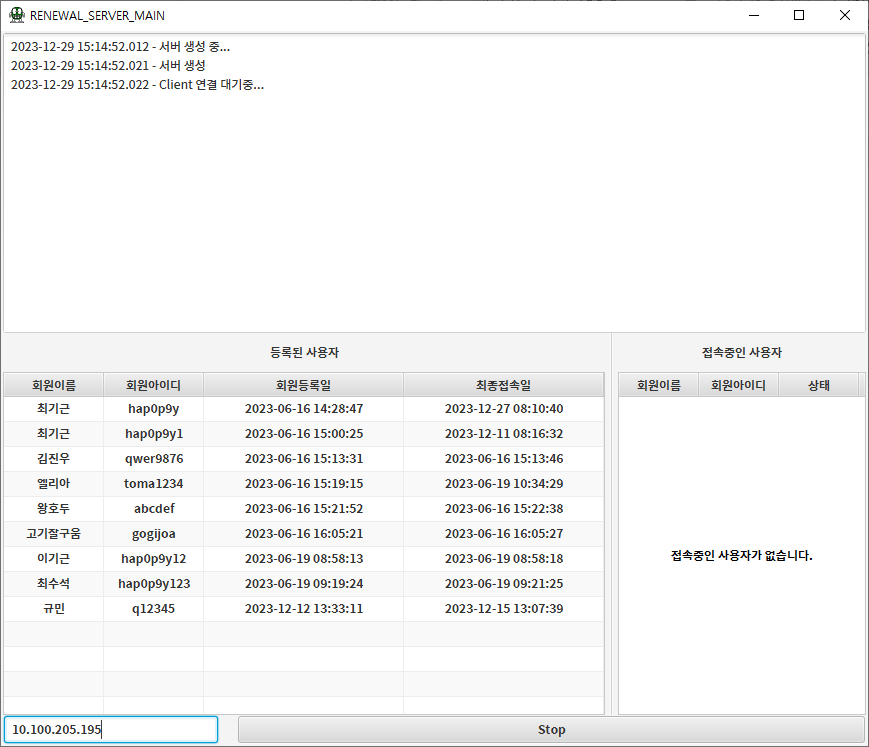 RENEWAL_SERVER_MAIN
2023-12-29 15:14:52.012 - 서버 생성 중...
2023-12-29 15:14:52.021 - 서버 생성
2023-12-29 15:14:52.022 - Client 연결 대기중...
등록된 사용자 접속중인 사용자
회원이름 회원아이디 회원등록일 최종접속일 회원이름 회원아이디 상태
최기근 hap0p9y 2023-06-16 14:28:47 2023-12-27 08:10:40
최기근 hap0p9y1 2023-06-16 15:00:25 2023-12-11 08:16:32
김진우 qwer9876 2023-06-16 15:13:31 2023-06-16 15:13:46
엘리아 toma1234 2023-06-16 15:19:15 2023-06-19 10:34:29
왕호두 abcdef 2023-06-16 15:21:52 2023-06-16 15:22:38
고기잘구움 gogijoa 2023-06-16 16:05:21 2023-06-16 16:05:27
이기근 hap0p9y12 2023-06-19 08:58:13 2023-06-19 08:58:18
최수석 hap0p9y123 2023-06-19 09:19:24 2023-06-19 09:21:25
규민 q12345 2023-12-12 13:33:11 2023-12-15 13:07:39
접속중인 사용자가 없습니다.
10.100.205.195 Stop